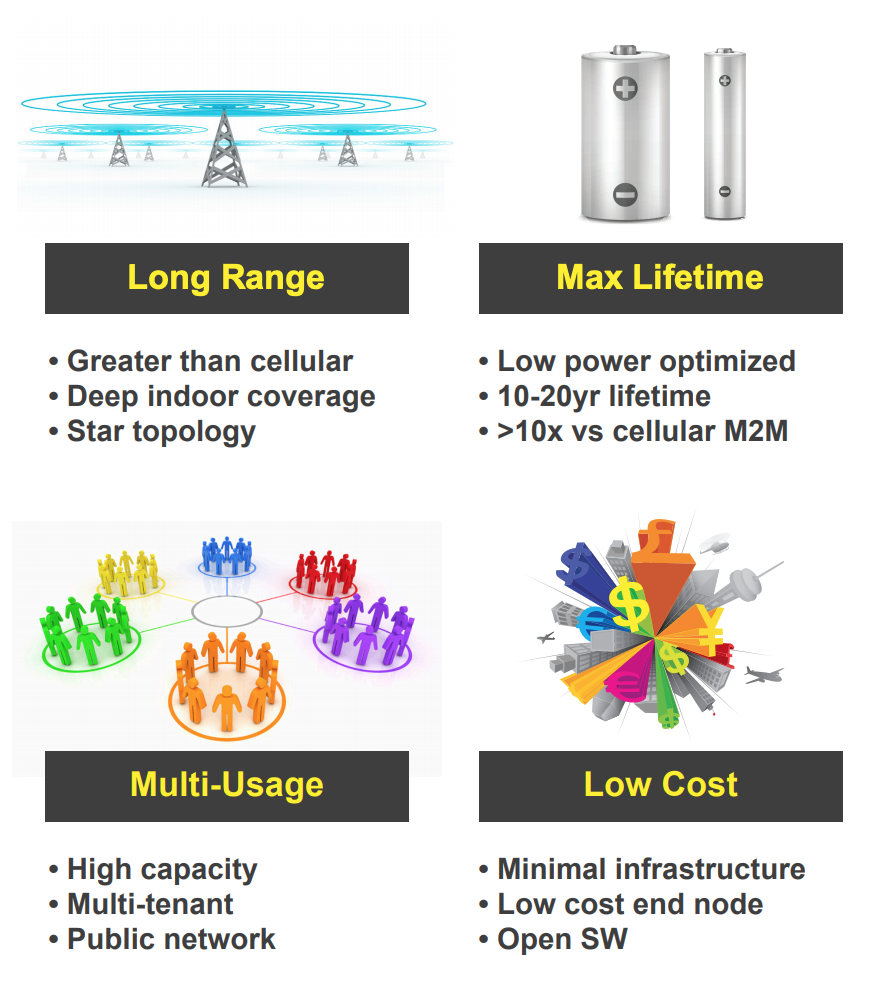 Long Range
• Greater than cellular
• Deep indoor coverage
• Star topology
Max Lifetime
• Low power optimized
• 10-20yr lifetime
• >10x vs cellular M2M
Multi-Usage
• High capacity
• Multi-tenant
• Public network
Low Cost
• Minimal infrastructure
• Low cost end node
• Open SW